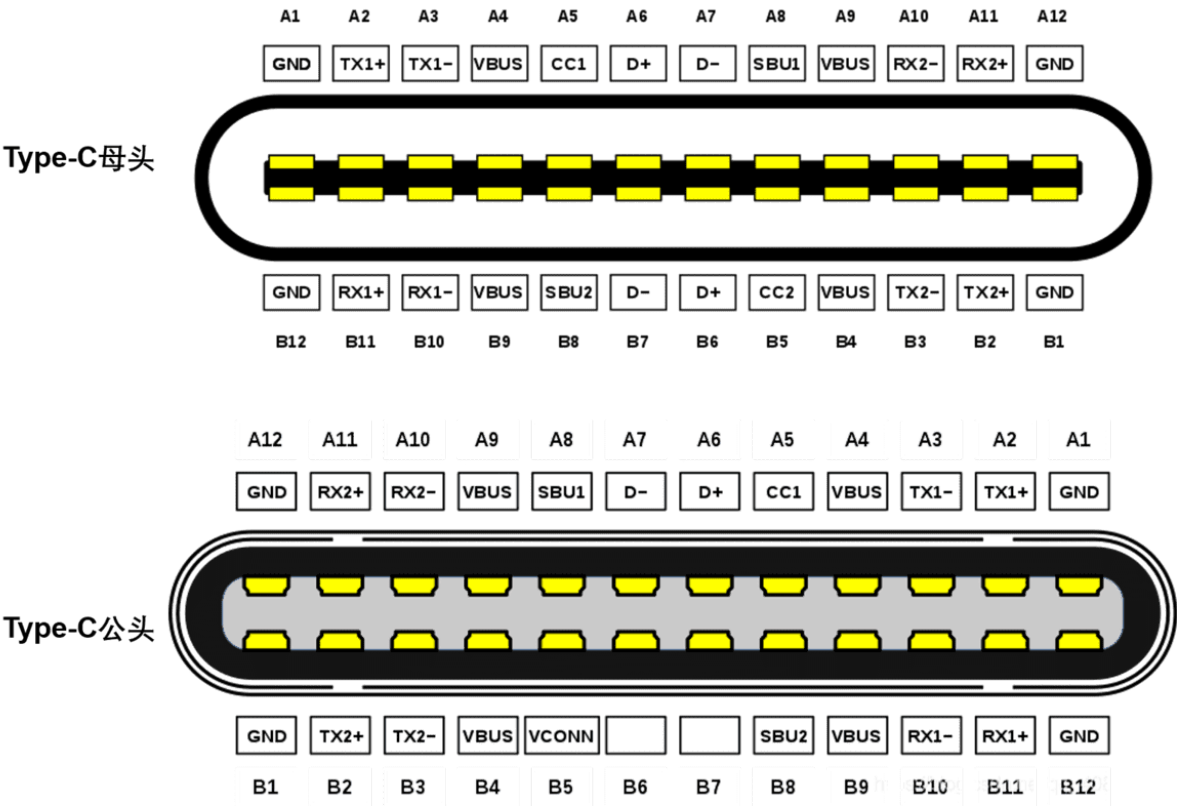 A1 A2 A3 A4 A5 A6 A7 A8 A9 A10 A11 A12
GND TX1+ TX1− VBUS CC1 D+ D− SBU1 VBUS RX2− RX2+ GND
Type-C母头
GND RX1+ RX1− VBUS SBU2 D− D+ CC2 VBUS TX2− TX2+ GND
B12 B11 B10 B9 B8 B7 B6 B5 B4 B3 B2 B1
A12 A11 A10 A9 A8 A7 A6 A5 A4 A3 A2 A1
GND RX2+ RX2− VBUS SBU1 D− D+ CC1 VBUS TX1− TX1+ GND
Type-C公头
GND TX2+ TX2− VBUS VCONN SBU2 VBUS RX1− RX1+ GND
B1 B2 B3 B4 B5 B6 B7 B8 B9 B10 B11 B12